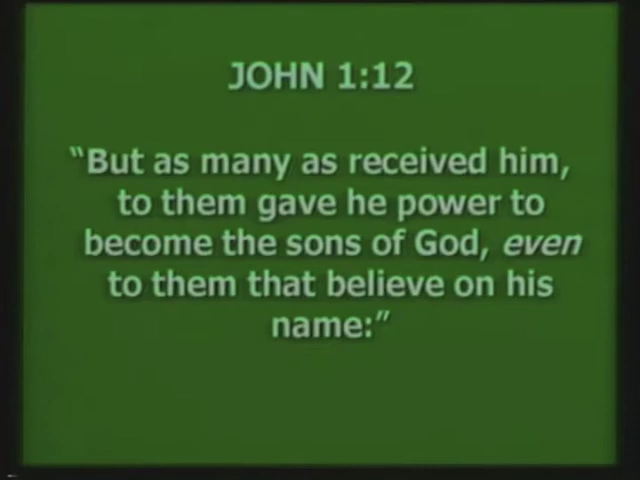 JOHN 1:12
“But as many as received him,
to them gave he power to
become the sons of God, even
to them that believe on his
name:”